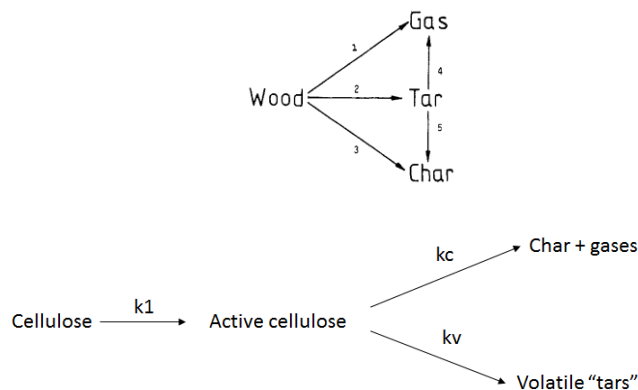 Gas
1
4
Wood
2
Tar
5
3
Char
kc
Char + gases
k1
Cellulose
Active cellulose
kv
Volatile “tars”